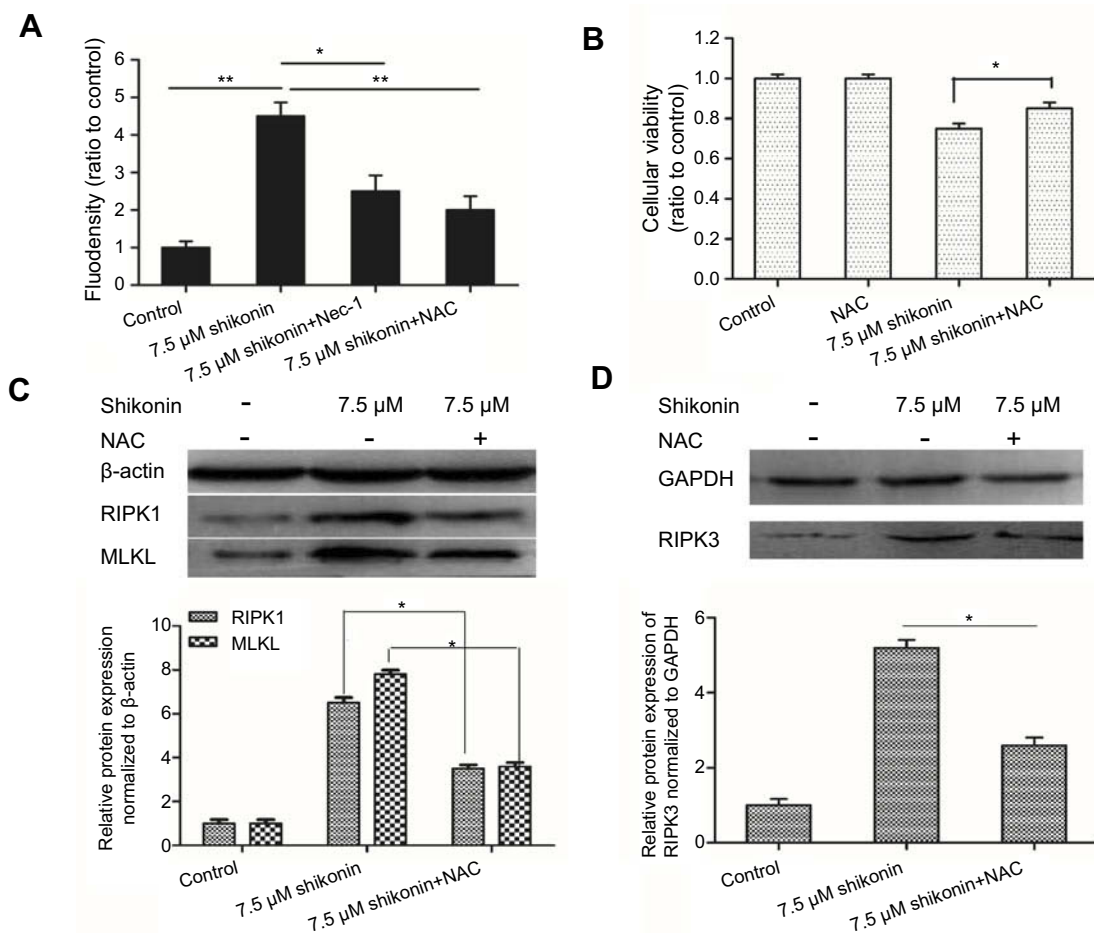 A
Fluodensity (ratio to control)
6
5
4
3
2
1
0
**
*
**
Control
7.5 µM shikonin
7.5 µM shikonin+Nec-1
7.5 µM shikonin+NAC
B
Cellular viability
(ratio to control)
1.2
1.0
0.8
0.6
0.4
0.2
0.0
*
Control
NAC
7.5 µM shikonin
7.5 µM shikonin+NAC
C
Shikonin - 7.5 µM 7.5 µM
NAC - - +
β-actin
RIPK1
MLKL
Relative protein expression
normalized to β-actin
10
8
6
4
2
0
RIPK1
MLKL
*
*
Control
7.5 µM shikonin
7.5 µM shikonin+NAC
D
Shikonin - 7.5 µM 7.5 µM
NAC - - +
GAPDH
RIPK3
Relative protein expression of
RIPK3 normalized to GAPDH
6
4
2
0
*
Control
7.5 µM shikonin
7.5 µM shikonin+NAC